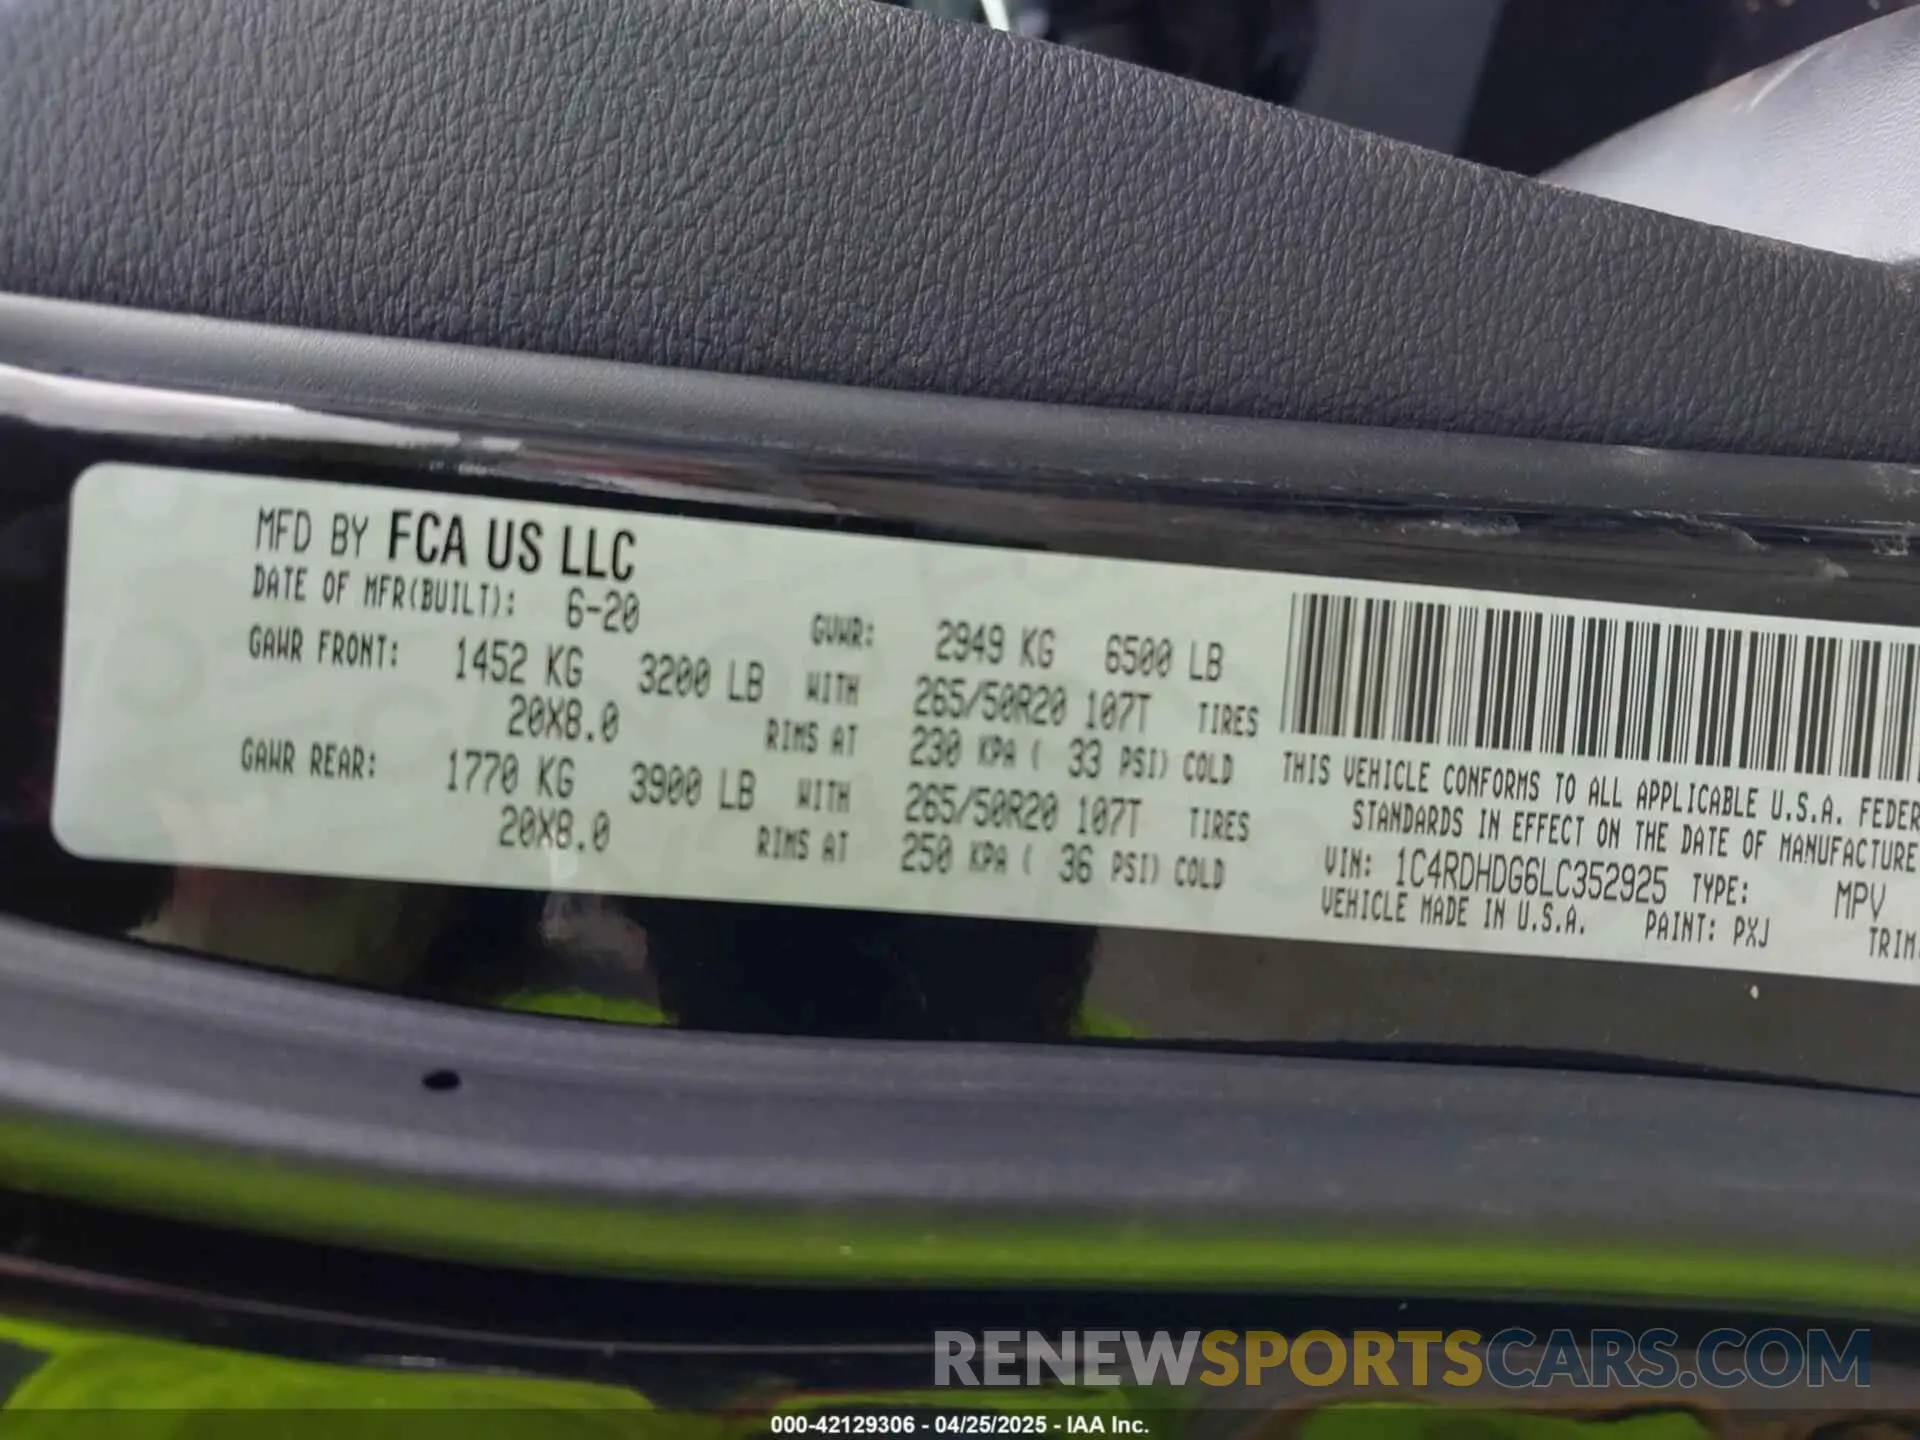 MFD BY FCA US LLC
DATE OF MFR(BUILT): 6-20 GVWR: 2949 KG 6500 LB
GAWR FRONT: 1452 KG 3200 LB WITH 265/50R20 107T TIRES
20X8.0 RIMS AT 230 KPA ( 33 PSI) COLD
GAWR REAR: 1770 KG 3900 LB WITH 265/50R20 107T TIRES
20X8.0 RIMS AT 250 KPA ( 36 PSI) COLD
THIS VEHICLE CONFORMS TO ALL APPLICABLE U.S.A. FEDER
STANDARDS IN EFFECT ON THE DATE OF MANUFACTURE
VIN: 1C4RDHDG6LC352925 TYPE: MPV
VEHICLE MADE IN U.S.A. PAINT: PXJ TRIM
RENEWSPORTSCARS.COM
000-42129306 - 04/25/2025 - IAA Inc.